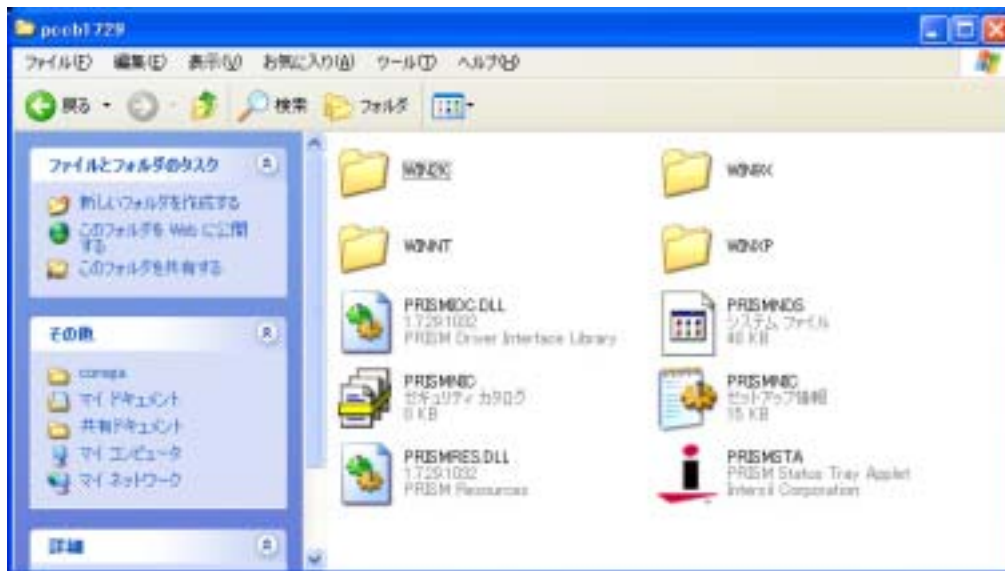 pccb1729
ファイル(F) 編集(E) 表示(V) お気に入り(A) ツール(T) ヘルプ(H)
戻る 検索 フォルダ
ファイルとフォルダのタスク
新しいフォルダを作成する
このフォルダを Web に公開
する
このフォルダを共有する
その他
マイ ドキュメント
共有ドキュメント
マイ コンピュータ
マイ ネットワーク
詳細
WIN2K
WIN9X
WINNT
WINXP
PRISMIOC.DLL
1.7.29.1032
PRISM Driver Interface Library
PRISMNDS
システム ファイル
40 KB
PRISMNIC
セキュリティ カタログ
0 KB
PRISMNIC
セットアップ情報
15 KB
PRISMRES.DLL
1.7.29.1032
PRISM Resources
PRISMSTA
PRISM Status Tray Applet
Intersil Corporation